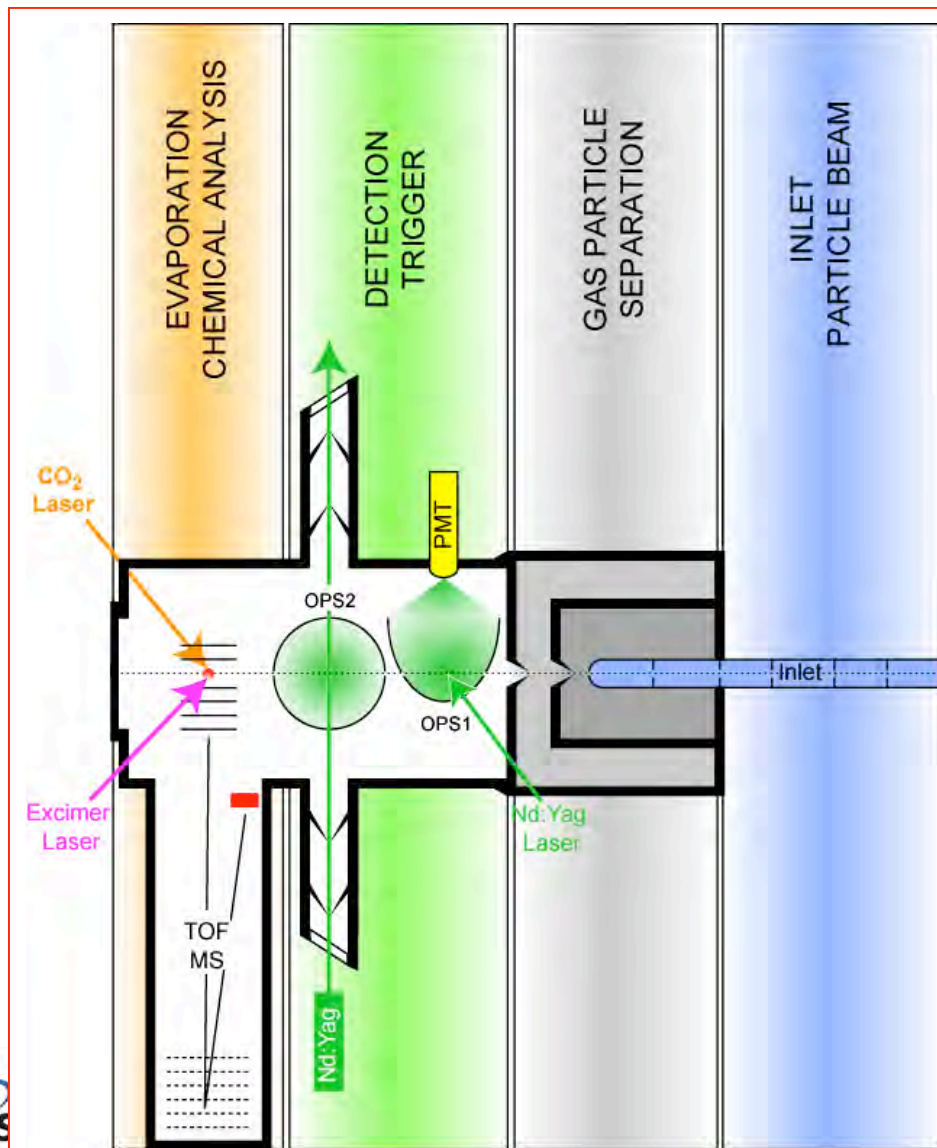 EVAPORATION
CHEMICAL ANALYSIS
DETECTION
TRIGGER
GAS PARTICLE
SEPARATION
INLET
PARTICLE BEAM
CO₂
Laser
PMT
OPS2
Inlet
OPS1
Excimer
Laser
Nd:Yag
Laser
TOF
MS
Nd:Yag